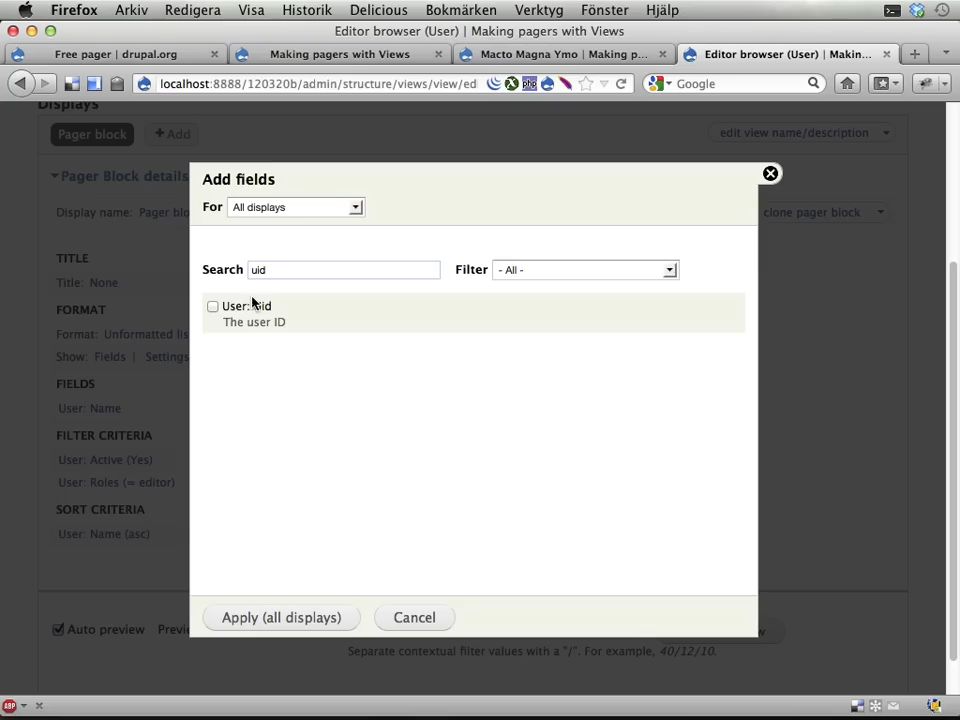 Firefox Arkiv Redigera Visa Historik Delicious Bokmärken Verktyg Fönster Hjälp
Editor browser (User) | Making pagers with Views
Free pager | drupal.org Making pagers with Views Macto Magna Ymo | Making p... Editor browser (User) | Makin...
localhost:8888/120320b/admin/structure/views/view/edi php Google
Displays
Pager block Add edit view name/description
Pager Block details
Display name: Pager blo clone pager block
Add fields
For All displays
TITLE
Title: None
Search uid Filter - All -
FORMAT
User: Uid
The user ID
Format: Unformatted lis
Show: Fields | Settings
FIELDS
User: Name
FILTER CRITERIA
User: Active (Yes)
User: Roles (= editor)
SORT CRITERIA
User: Name (asc)
Apply (all displays) Cancel
Auto preview Previe w
Separate contextual filter values with a "/". For example, 40/12/10.
ABP